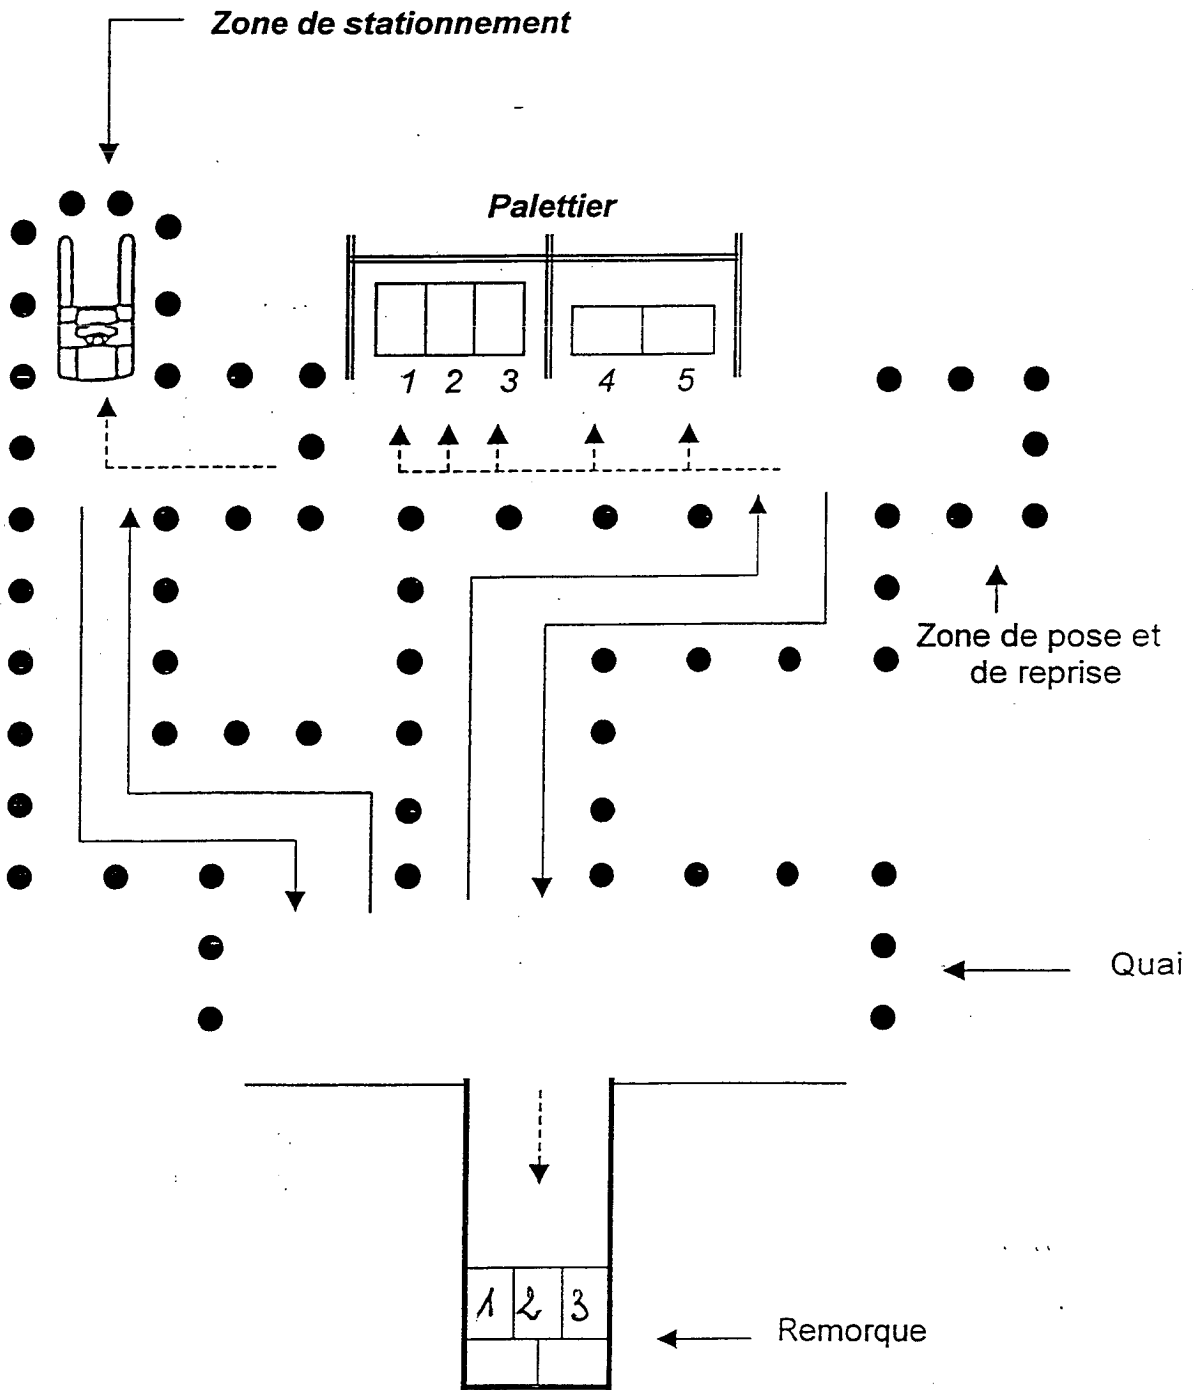 Zone de stationnement
Palettier
1 2 3 4 5
Zone de pose et
de reprise
Quai
1 2 3
Remorque